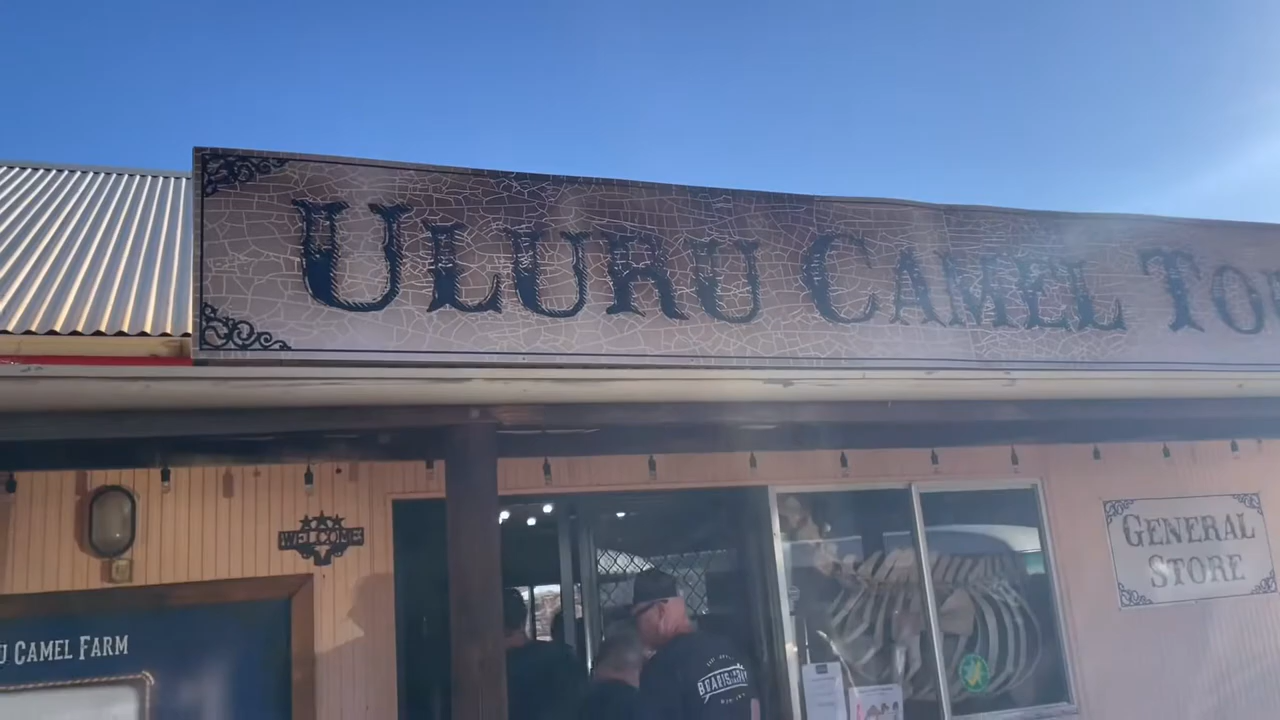 ULURU CAMEL TO
WELCOME
GENERAL
STORE
U CAMEL FARM